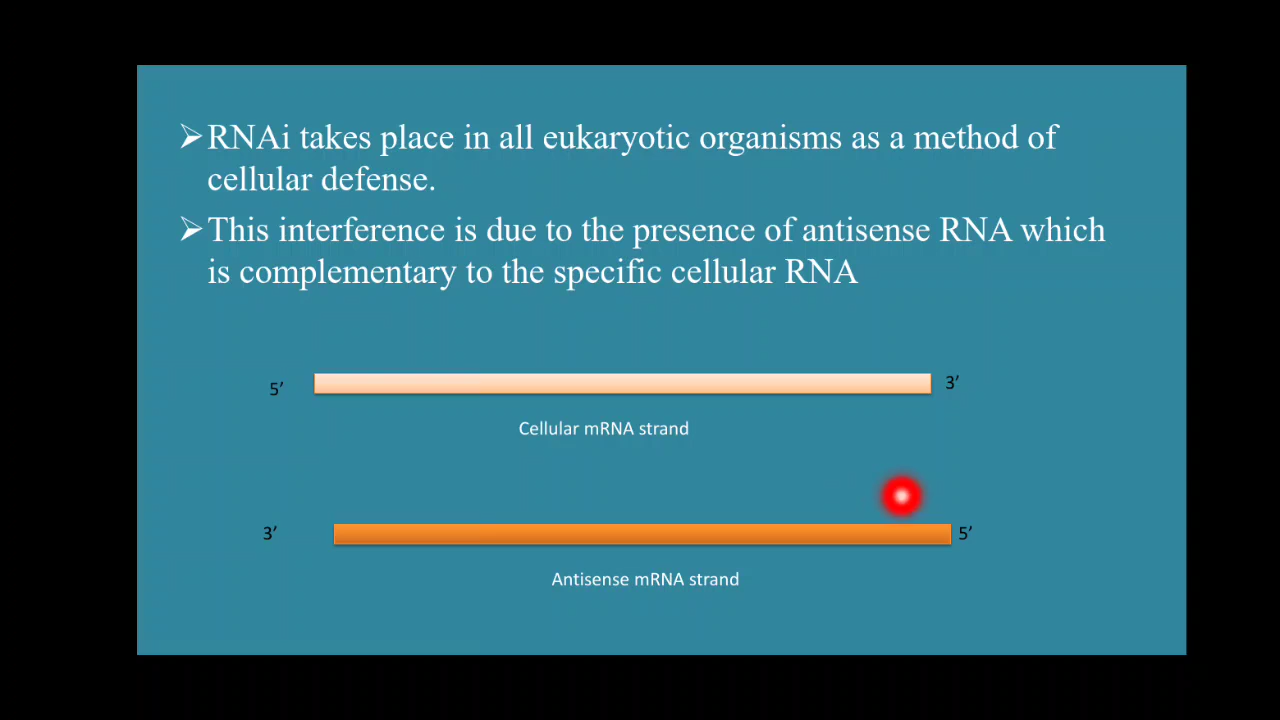 ➢RNAi takes place in all eukaryotic organisms as a method of
cellular defense.
➢This interference is due to the presence of antisense RNA which
is complementary to the specific cellular RNA
5′ 3′
Cellular mRNA strand
3′ 5′
Antisense mRNA strand